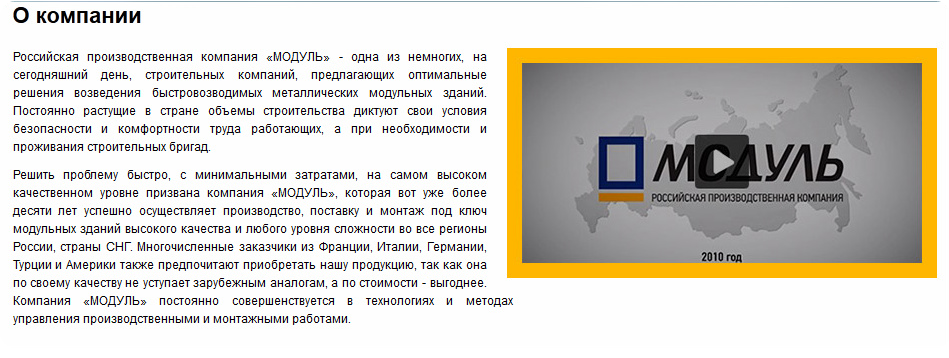 О компании
Российская производственная компания «МОДУЛЬ» - одна из немногих, на
сегодняшний день, строительных компаний, предлагающих оптимальные
решения возведения быстровозводимых металлических модульных зданий.
Постоянно растущие в стране объемы строительства диктуют свои условия
безопасности и комфортности труда работающих, а при необходимости и
проживания строительных бригад.
Решить проблему быстро, с минимальными затратами, на самом высоком
качественном уровне призвана компания «МОДУЛЬ», которая вот уже более
десяти лет успешно осуществляет производство, поставку и монтаж под ключ
модульных зданий высокого качества и любого уровня сложности во все регионы
России, страны СНГ. Многочисленные заказчики из Франции, Италии, Германии,
Турции и Америки также предпочитают приобретать нашу продукцию, так как она
по своему качеству не уступает зарубежным аналогам, а по стоимости - выгоднее.
Компания «МОДУЛЬ» постоянно совершенствуется в технологиях и методах
управления производственными и монтажными работами.
МОДУЛЬ
РОССИЙСКАЯ ПРОИЗВОДСТВЕННАЯ КОМПАНИЯ
2010 год